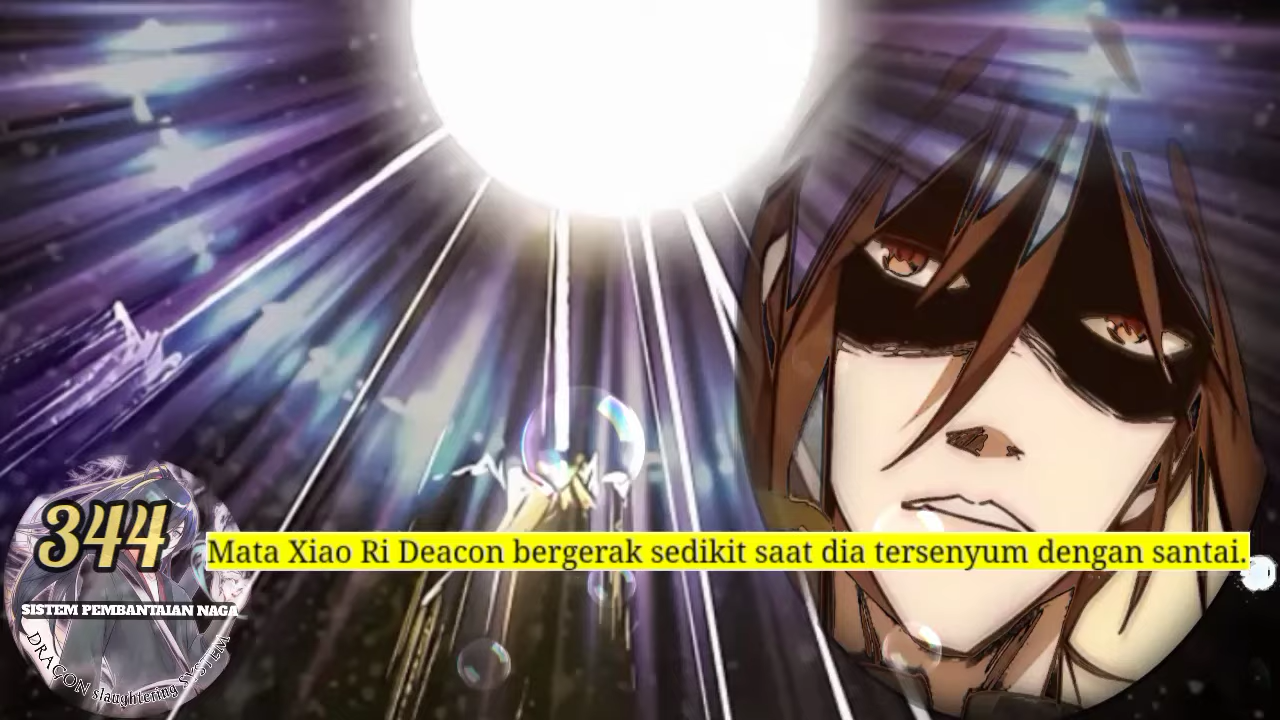 344
SISTEM PEMBANTAIAN NAGA
DRAGON slaughtering SYSTEM
Mata Xiao Ri Deacon bergerak sedikit saat dia tersenyum dengan santai.